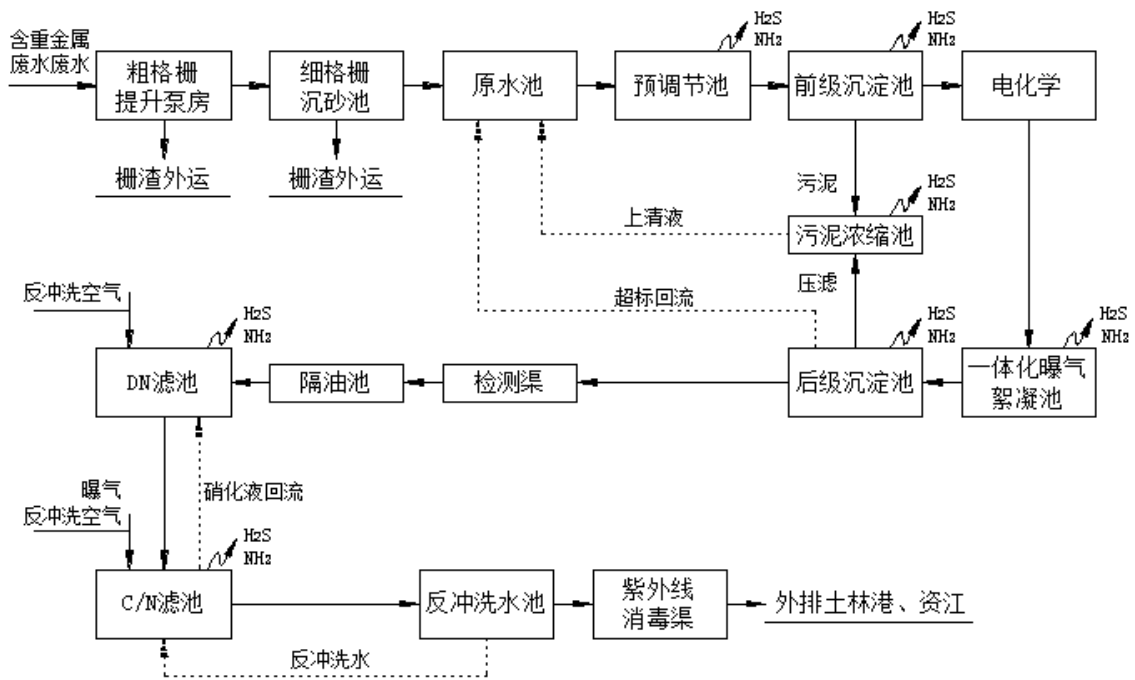 含重金属
废水废水
粗格栅
提升泵房
细格栅
沉砂池
原水池
预调节池
H2S
NH2
前级沉淀池
H2S
NH2
电化学
栅渣外运
栅渣外运
污泥
上清液
污泥浓缩池
H2S
NH2
压滤
超标回流
反冲洗空气
DN滤池
H2S
NH2
隔油池
检测渠
后级沉淀池
H2S
NH2
一体化曝气
絮凝池
H2S
NH2
曝气
反冲洗空气
硝化液回流
C/N滤池
H2S
NH2
反冲洗水池
紫外线
消毒渠
外排土林港、资江
反冲洗水